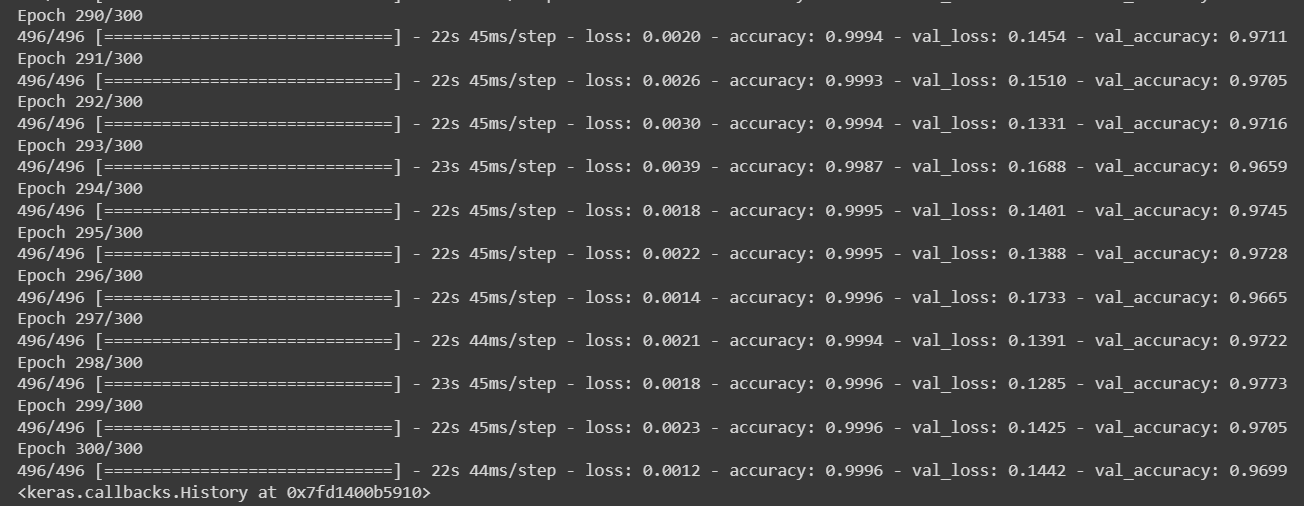 Epoch 290/300
496/496 [==============================] - 22s 45ms/step - loss: 0.0020 - accuracy: 0.9994 - val_loss: 0.1454 - val_accuracy: 0.9711
Epoch 291/300
496/496 [==============================] - 22s 45ms/step - loss: 0.0026 - accuracy: 0.9993 - val_loss: 0.1510 - val_accuracy: 0.9705
Epoch 292/300
496/496 [==============================] - 22s 45ms/step - loss: 0.0030 - accuracy: 0.9994 - val_loss: 0.1331 - val_accuracy: 0.9716
Epoch 293/300
496/496 [==============================] - 23s 45ms/step - loss: 0.0039 - accuracy: 0.9987 - val_loss: 0.1688 - val_accuracy: 0.9659
Epoch 294/300
496/496 [==============================] - 22s 45ms/step - loss: 0.0018 - accuracy: 0.9995 - val_loss: 0.1401 - val_accuracy: 0.9745
Epoch 295/300
496/496 [==============================] - 22s 45ms/step - loss: 0.0022 - accuracy: 0.9995 - val_loss: 0.1388 - val_accuracy: 0.9728
Epoch 296/300
496/496 [==============================] - 22s 45ms/step - loss: 0.0014 - accuracy: 0.9996 - val_loss: 0.1733 - val_accuracy: 0.9665
Epoch 297/300
496/496 [==============================] - 22s 44ms/step - loss: 0.0021 - accuracy: 0.9994 - val_loss: 0.1391 - val_accuracy: 0.9722
Epoch 298/300
496/496 [==============================] - 23s 45ms/step - loss: 0.0018 - accuracy: 0.9996 - val_loss: 0.1285 - val_accuracy: 0.9773
Epoch 299/300
496/496 [==============================] - 22s 45ms/step - loss: 0.0023 - accuracy: 0.9996 - val_loss: 0.1425 - val_accuracy: 0.9705
Epoch 300/300
496/496 [==============================] - 22s 44ms/step - loss: 0.0012 - accuracy: 0.9996 - val_loss: 0.1442 - val_accuracy: 0.9699
<keras.callbacks.History at 0x7fd1400b5910>